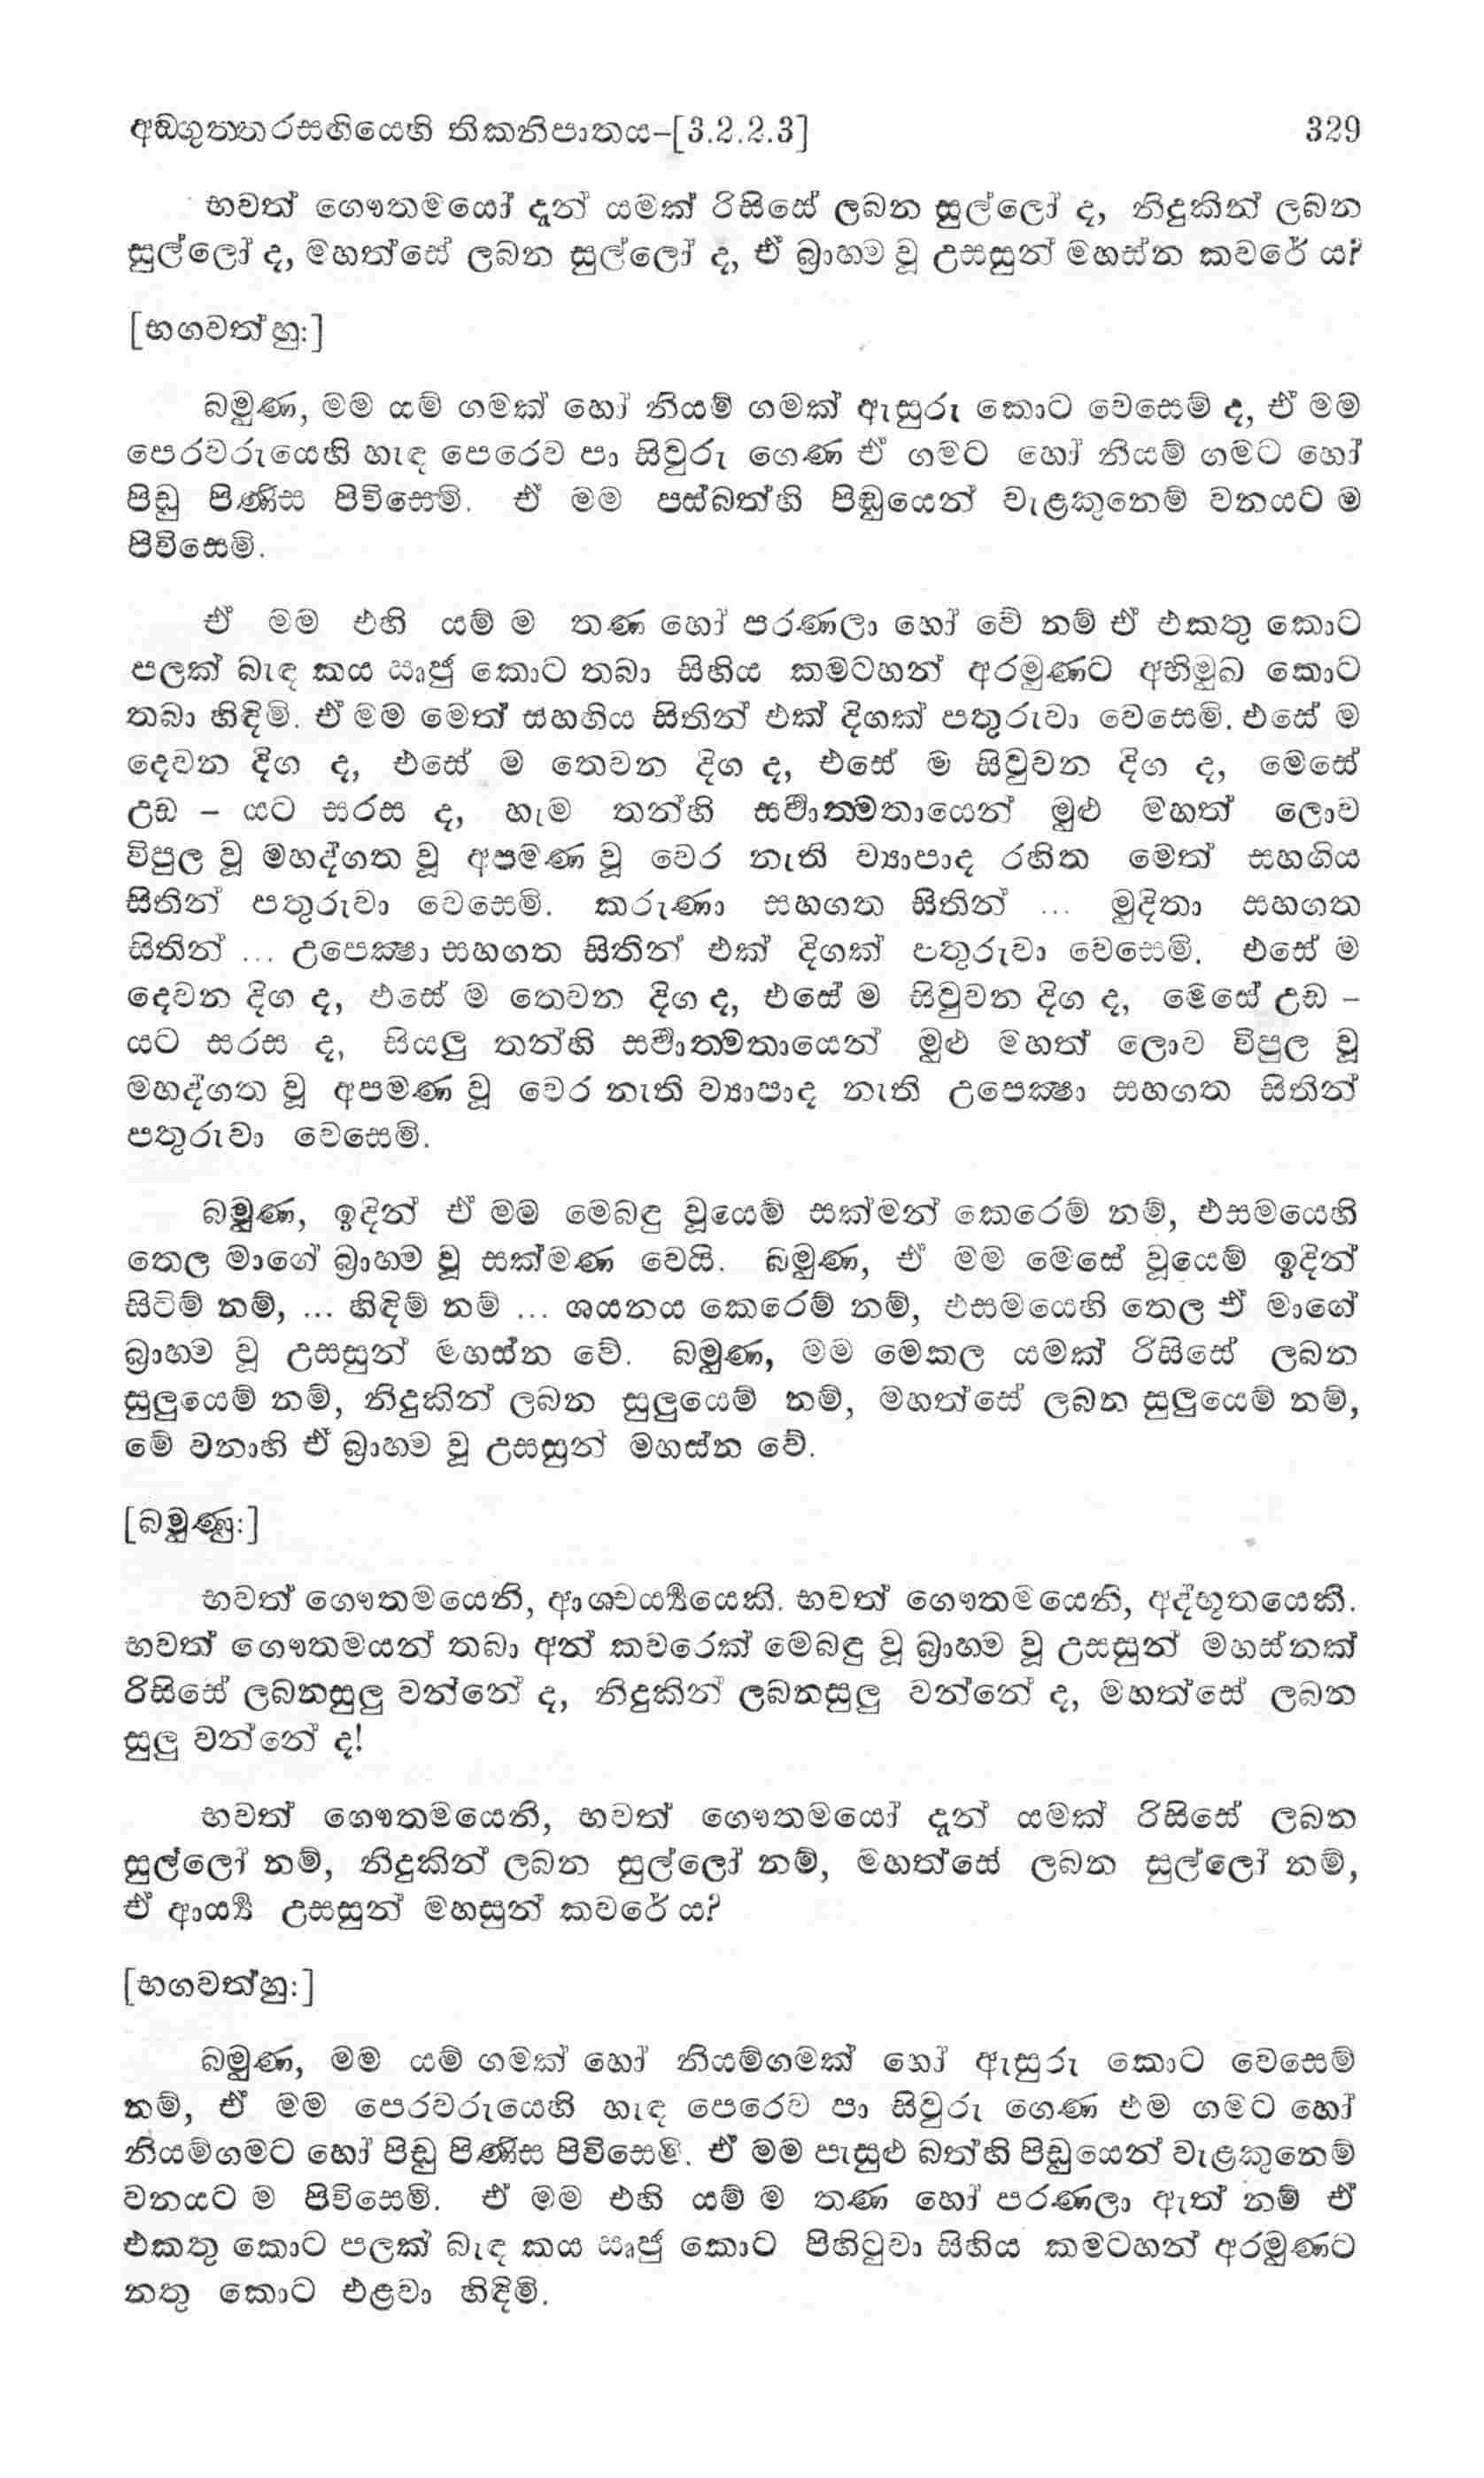 අඞ්ගුත්තරසඟියෙහි තිකනිපාතය–[3.2.2.3] 329
භවත් ගෞතමයෝ දැන් යමක් රිසිසේ ලබන සුල්ලෝ ද, නිදුකින් ලබන
සුල්ලෝ ද, මහත්සේ ලබන සුල්ලෝ ද, ඒ බ්‍රාහ්ම වූ උසසුන් මහස්න කවරේ ය?
[භගවත්හු:]
බමුණ, මම යම් ගමක් හෝ නියම් ගමක් ඇසුරු කොට වෙසෙම් ද, ඒ මම
පෙරවරුයෙහි හැඳ පෙරෙව පා සිවුරු ගෙණ ඒ ගමට හෝ නියම් ගමට හෝ
පිඬු පිණිස පිවිසෙමි. ඒ මම පස්බත්හි පිඬුයෙන් වැළකුනෙම් වනයට ම
පිවිසෙමි.
ඒ මම එහි යම් ම තණ හෝ පරණලා හෝ වේ නම් ඒ එකතු කොට
පලක් බැඳ කය ඍජු කොට තබා සිහිය කමටහන් අරමුණට අභිමුඛ කොට
තබා හිඳිමි. ඒ මම මෙත් සහගිය සිතින් එක් දිගක් පතුරුවා වෙසෙමි. එසේ ම
දෙවන දිග ද, එසේ ම තෙවන දිග ද, එසේ ම සිවුවන දිග ද, මෙසේ
උඩ – යට සරස ද, හැම තන්හි සර්‍වාත්මතායෙන් මුළු මහත් ලොව
විපුල වූ මහද්ගත වූ අපමණ වූ වෙර නැති ව්‍යාපාද රහිත මෙත් සහගිය
සිතින් පතුරුවා වෙසෙමි. කරුණා සහගත සිතින් ... මුදිතා සහගත
සිතින් ... උපෙක්‍ෂා සහගත සිතින් එක් දිගක් පතුරුවා වෙසෙමි. එසේ ම
දෙවන දිග ද, එසේ ම තෙවන දිග ද, එසේ ම සිවුවන දිග ද, මෙසේ උඩ –
යට සරස ද, සියලු තන්හි සර්‍වාත්මතායෙන් මුළු මහත් ලොව විපුල වූ
මහද්ගත වූ අපමණ වූ වෙර නැති ව්‍යාපාද නැති උපෙක්‍ෂා සහගත සිතින්
පතුරුවා වෙසෙමි.
බමුණ, ඉදින් ඒ මම මෙබඳු වූයෙම් සක්මන් කෙරෙම් නම්, එසමයෙහි
තෙල මාගේ බ්‍රාහ්ම වූ සක්මණ වෙයි. බමුණ, ඒ මම මෙසේ වූයෙම් ඉදින්
සිටිම් නම්, ... හිඳිම් නම් ... ශයනය කෙරෙම් නම්, එසමයෙහි තෙල ඒ මාගේ
බ්‍රාහ්ම වූ උසසුන් මහස්න වේ. බමුණ, මම මෙකල යමක් රිසිසේ ලබන
සුලුයෙම් නම්, නිදුකින් ලබන සුලුයෙම් නම්, මහත්සේ ලබන සුලුයෙම් නම්,
මේ වනාහි ඒ බ්‍රාහ්ම වූ උසසුන් මහස්න වේ.
[බමුණු:]
භවත් ගෞතමයෙනි, ආශ්චර්‍ය්‍යයෙකි. භවත් ගෞතමයෙනි, අද්භූතයෙකි.
භවත් ගෞතමයන් තබා අන් කවරෙක් මෙබඳු වූ බ්‍රාහ්ම වූ උසසුන් මහස්නක්
රිසිසේ ලබනසුලු වන්නේ ද, නිදුකින් ලබනසුලු වන්නේ ද, මහත්සේ ලබන
සුලු වන්නේ ද!
භවත් ගෞතමයෙනි, භවත් ගෞතමයෝ දැන් යමක් රිසිසේ ලබන
සුල්ලෝ නම්, නිදුකින් ලබන සුල්ලෝ නම්, මහත්සේ ලබන සුල්ලෝ නම්,
ඒ ආර්‍ය්‍ය උසසුන් මහසුන් කවරේ ය?
[භගවත්හු:]
බමුණ, මම යම් ගමක් හෝ නියම්ගමක් හෝ ඇසුරු කොට වෙසෙම්
නම්, ඒ මම පෙරවරුයෙහි හැඳ පෙරෙව පා සිවුරු ගෙණ එම ගමට හෝ
නියම්ගමට හෝ පිඬු පිණිස පිවිසෙමි. ඒ මම පැසුළු බත්හි පිඬුයෙන් වැළකුනෙම්
වනයට ම පිවිසෙමි. ඒ මම එහි යම් ම තණ හෝ පරණලා ඇත් නම් ඒ
එකතු කොට පලක් බැඳ කය ඍජු කොට පිහිටුවා සිහිය කමටහන් අරමුණට
නතු කොට එළවා හිඳිමි.